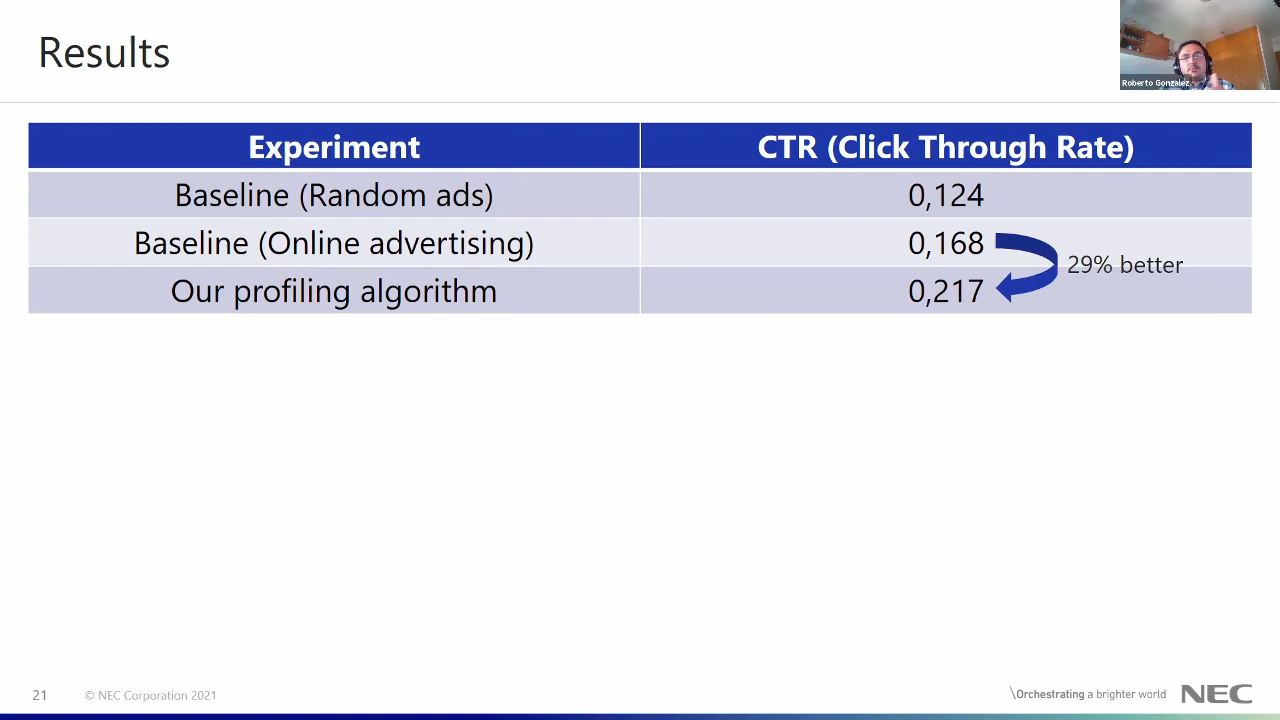 Results
Roberto Gonzalez
Experiment
CTR (Click Through Rate)
Baseline (Random ads)
0,124
Baseline (Online advertising)
0,168
29% better
Our profiling algorithm
0,217
21
© NEC Corporation 2021
\Orchestrating a brighter world
NEC